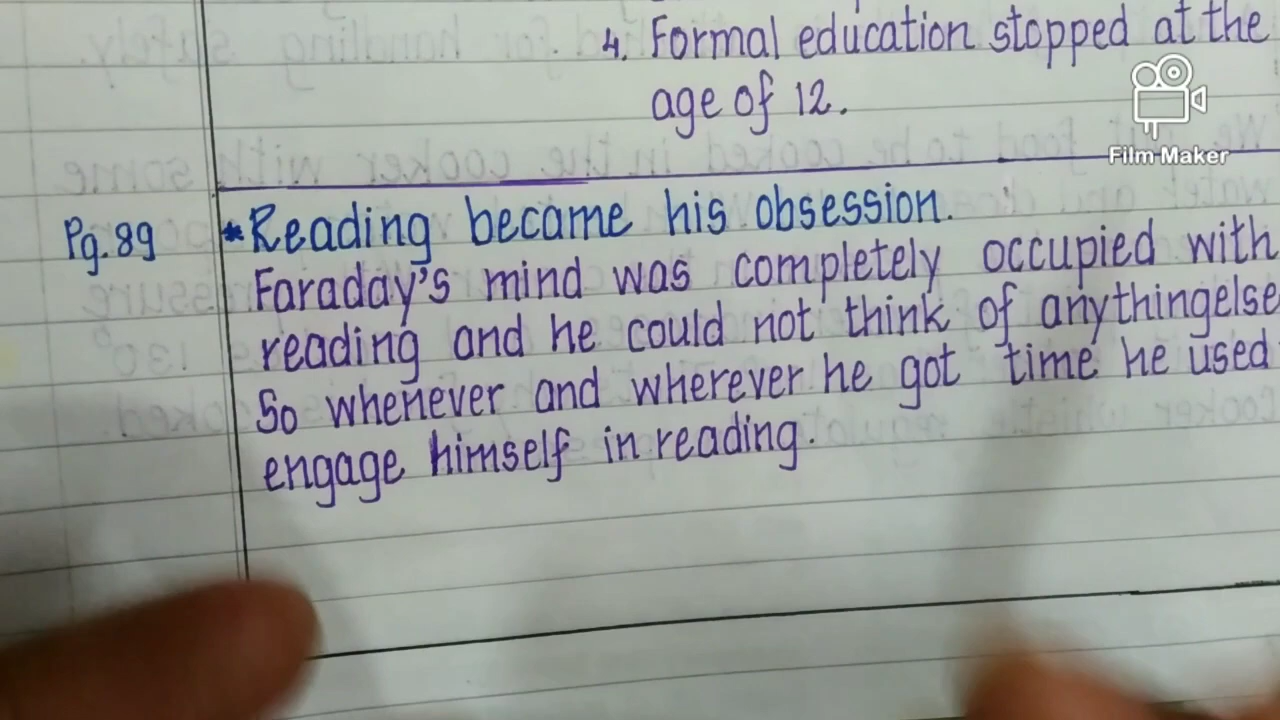 4. Formal education stopped at the
age of 12.
Film Maker
Pg. 89
*Reading became his obsession.
Faraday's mind was completely occupied with
reading and he could not think of anythingelse
So whenever and wherever he got time he used
engage himself in reading.